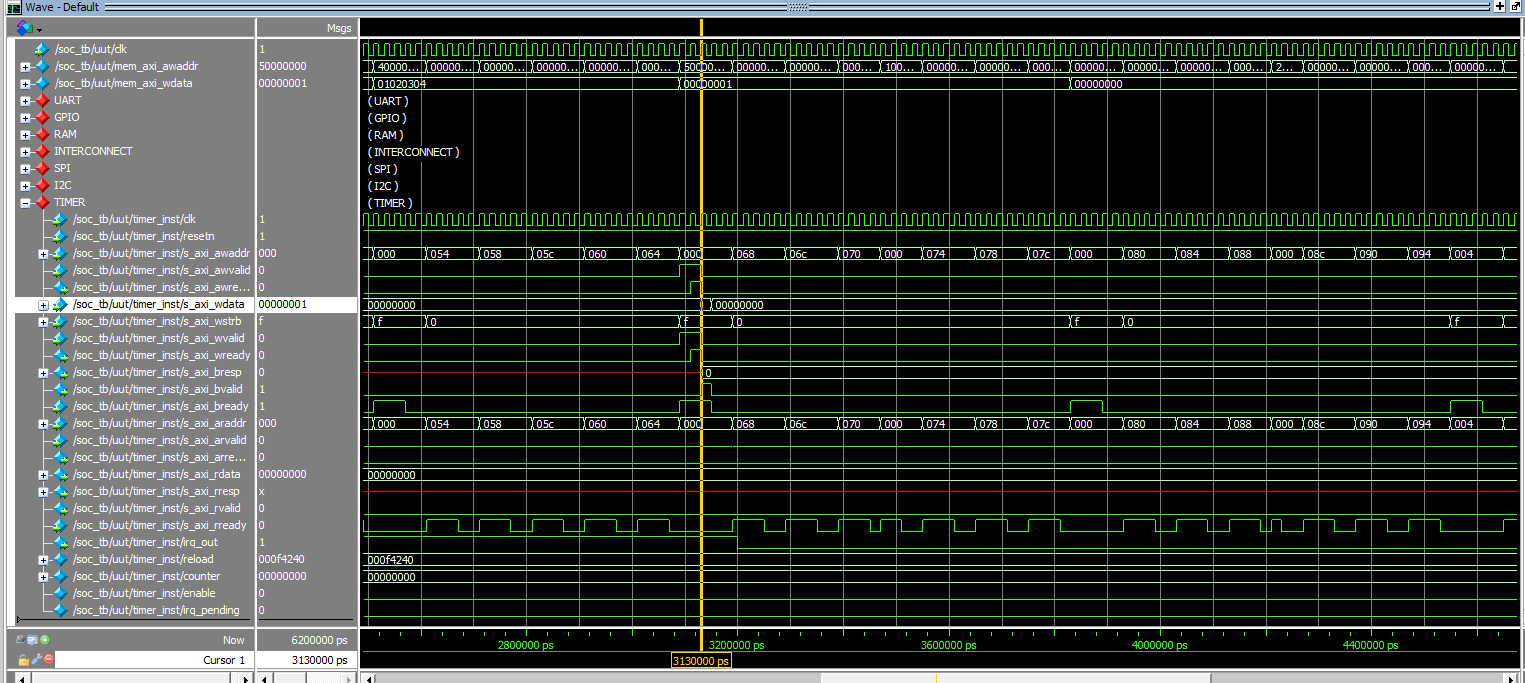 Wave - Default
Msgs
/soc_tb/uut/clk 1
/soc_tb/uut/mem_axi_awaddr 50000000 40000... 00000... 00000... 00000... 00000... 000... 50000... 00000... 00000... 000... 100... 00000... 00000... 000... 00000... 00000... 00000... 000... 2... 00000... 00000... 000... 00000...
/soc_tb/uut/mem_axi_wdata 00000001 01020304 00000001 00000000
UART (UART)
GPIO (GPIO)
RAM (RAM)
INTERCONNECT (INTERCONNECT)
SPI (SPI)
I2C (I2C)
TIMER (TIMER)
/soc_tb/uut/timer_inst/clk 1
/soc_tb/uut/timer_inst/resetn 1
/soc_tb/uut/timer_inst/s_axi_awaddr 000 000 054 058 05c 060 064 000 068 06c 070 000 074 078 07c 000 080 084 088 000 08c 090 094 004
/soc_tb/uut/timer_inst/s_axi_awvalid 0
/soc_tb/uut/timer_inst/s_axi_awre... 0
/soc_tb/uut/timer_inst/s_axi_wdata 00000001 00000000 00000000
/soc_tb/uut/timer_inst/s_axi_wstrb f f 0 f 0 f 0 f
/soc_tb/uut/timer_inst/s_axi_wvalid 0
/soc_tb/uut/timer_inst/s_axi_wready 0
/soc_tb/uut/timer_inst/s_axi_bresp 0 0
/soc_tb/uut/timer_inst/s_axi_bvalid 1
/soc_tb/uut/timer_inst/s_axi_bready 1
/soc_tb/uut/timer_inst/s_axi_araddr 000 000 054 058 05c 060 064 000 068 06c 070 000 074 078 07c 000 080 084 088 000 08c 090 094 004
/soc_tb/uut/timer_inst/s_axi_arvalid 0
/soc_tb/uut/timer_inst/s_axi_arre... 0
/soc_tb/uut/timer_inst/s_axi_rdata 00000000 00000000
/soc_tb/uut/timer_inst/s_axi_rresp x
/soc_tb/uut/timer_inst/s_axi_rvalid 0
/soc_tb/uut/timer_inst/s_axi_rready 0
/soc_tb/uut/timer_inst/irq_out 1
/soc_tb/uut/timer_inst/reload 000f4240 000f4240
/soc_tb/uut/timer_inst/counter 00000000 00000000
/soc_tb/uut/timer_inst/enable 0
/soc_tb/uut/timer_inst/irq_pending 0
Now 6200000 ps 2800000 ps 3200000 ps 3600000 ps 4000000 ps 4400000 ps
Cursor 1 3130000 ps 3130000 ps